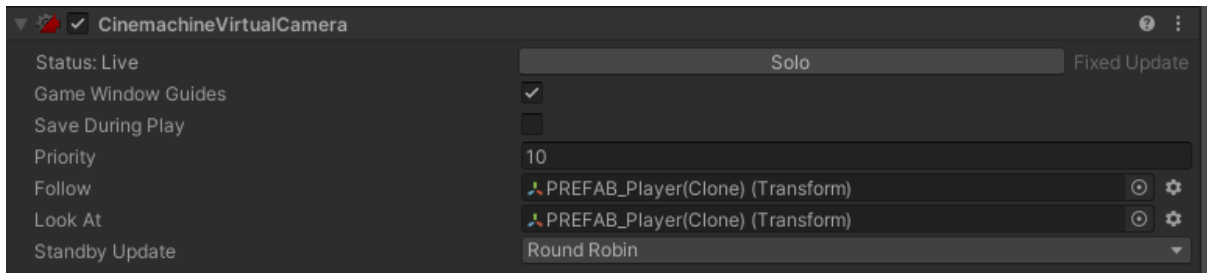 CinemachineVirtualCamera
Status: Live Solo Fixed Update
Game Window Guides
Save During Play
Priority 10
Follow PREFAB_Player(Clone) (Transform)
Look At PREFAB_Player(Clone) (Transform)
Standby Update Round Robin